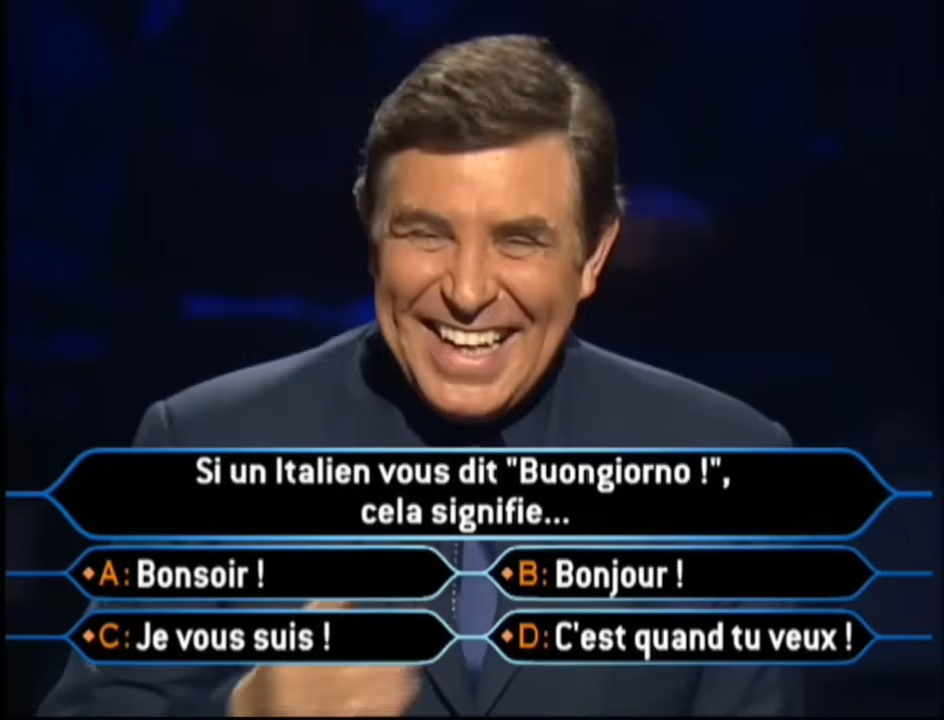 Si un Italien vous dit "Buongiorno !",
cela signifie...
A: Bonsoir !
B: Bonjour !
C: Je vous suis !
D: C'est quand tu veux !